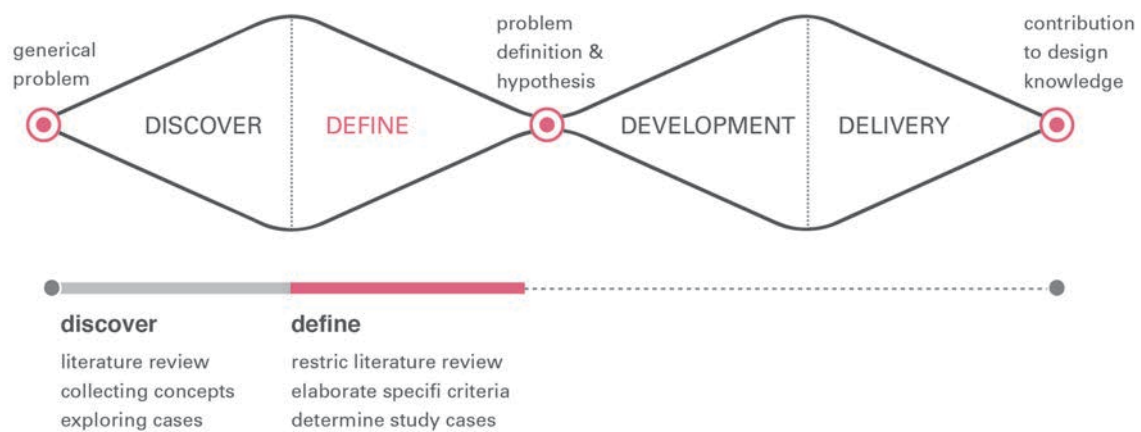 generical
problem
problem
definition &
hypothesis
contribution
to design
knowledge
DISCOVER
DEFINE
DEVELOPMENT
DELIVERY
discover
literature review
collecting concepts
exploring cases
define
restric literature review
elaborate specifi criteria
determine study cases